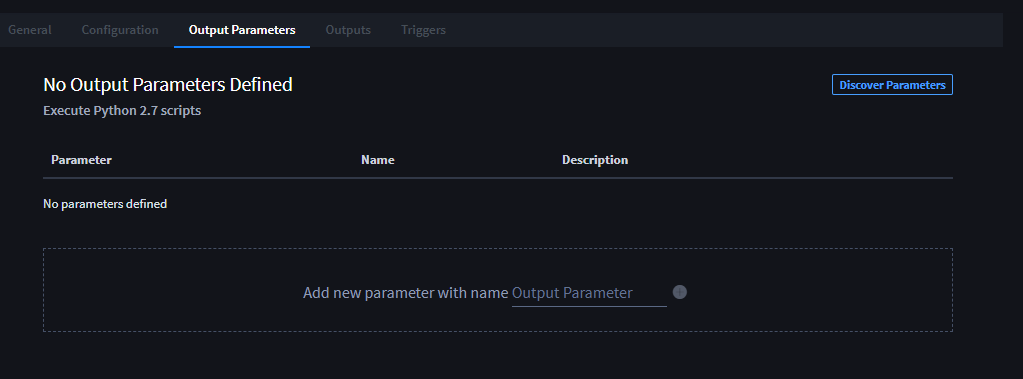 General Configuration Output Parameters Outputs Triggers
No Output Parameters Defined
Discover Parameters
Execute Python 2.7 scripts
Parameter Name Description
No parameters defined
Add new parameter with name Output Parameter